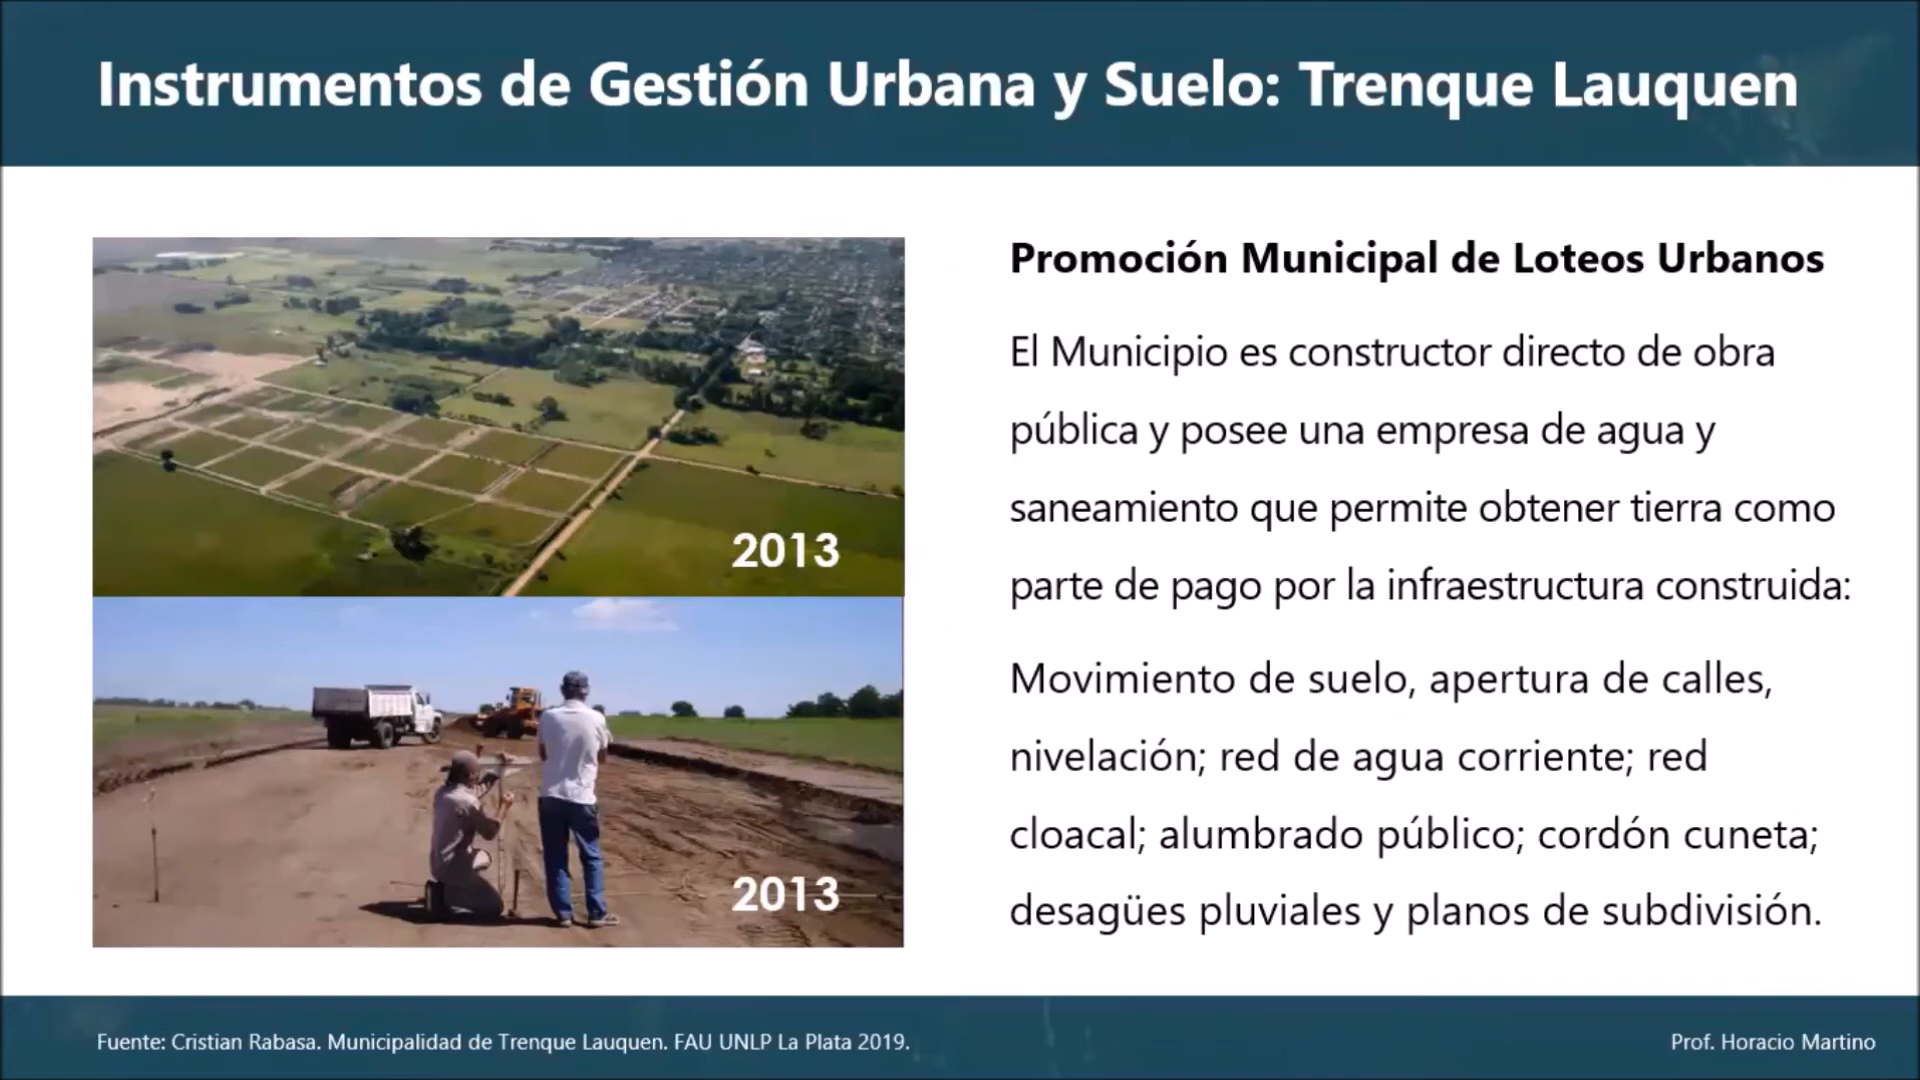 Instrumentos de Gestión Urbana y Suelo: Trenque Lauquen
2013
2013
Promoción Municipal de Loteos Urbanos
El Municipio es constructor directo de obra
pública y posee una empresa de agua y
saneamiento que permite obtener tierra como
parte de pago por la infraestructura construida:
Movimiento de suelo, apertura de calles,
nivelación; red de agua corriente; red
cloacal; alumbrado público; cordón cuneta;
desagües pluviales y planos de subdivisión.
Fuente: Cristian Rabasa. Municipalidad de Trenque Lauquen. FAU UNLP La Plata 2019.
Prof. Horacio Martino